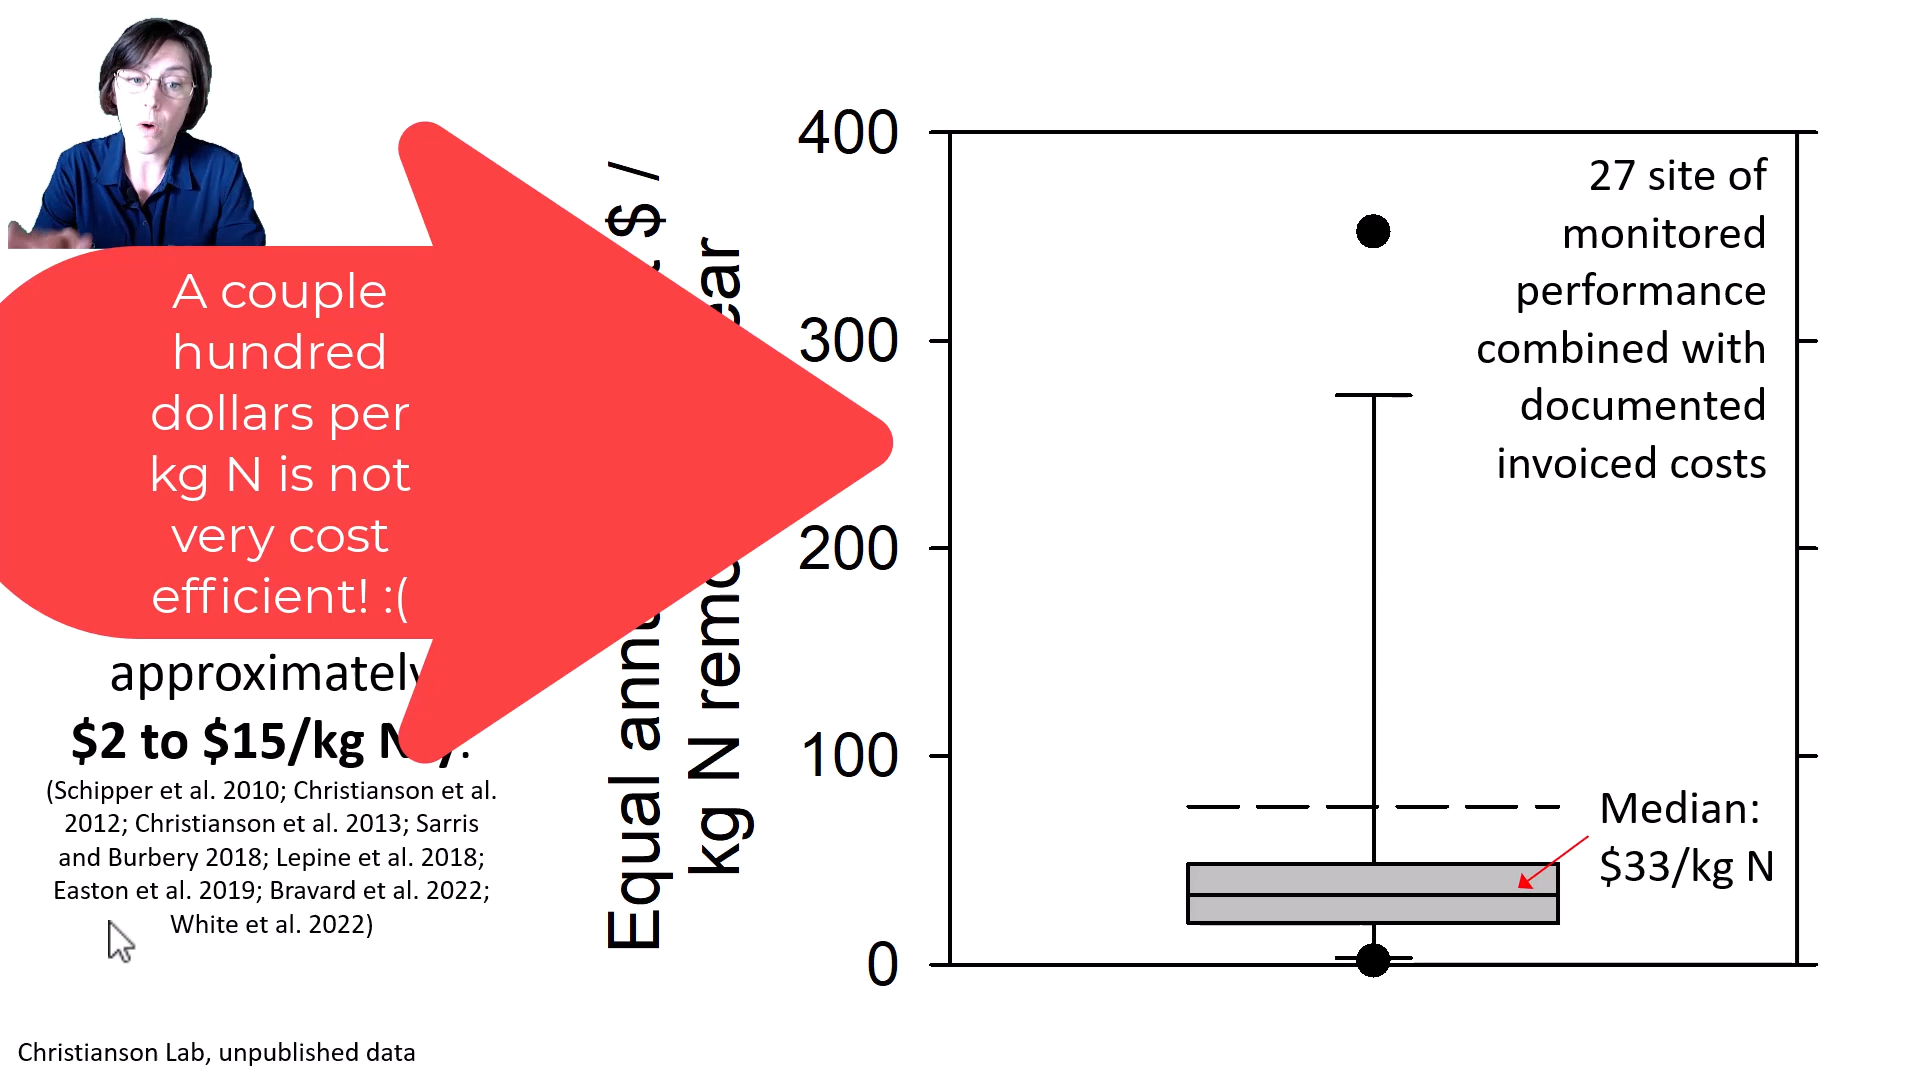 A couple
hundred
dollars per
kg N is not
very cost
efficient! :(
approximately
$2 to $15/kg N
(Schipper et al. 2010; Christianson et al.
2012; Christianson et al. 2013; Sarris
and Burbery 2018; Lepine et al. 2018;
Easton et al. 2019; Bravard et al. 2022;
White et al. 2022)
Christianson Lab, unpublished data
Equal $ /
kg N
400
300
200
100
0
27 site of
monitored
performance
combined with
documented
invoiced costs
Median:
$33/kg N